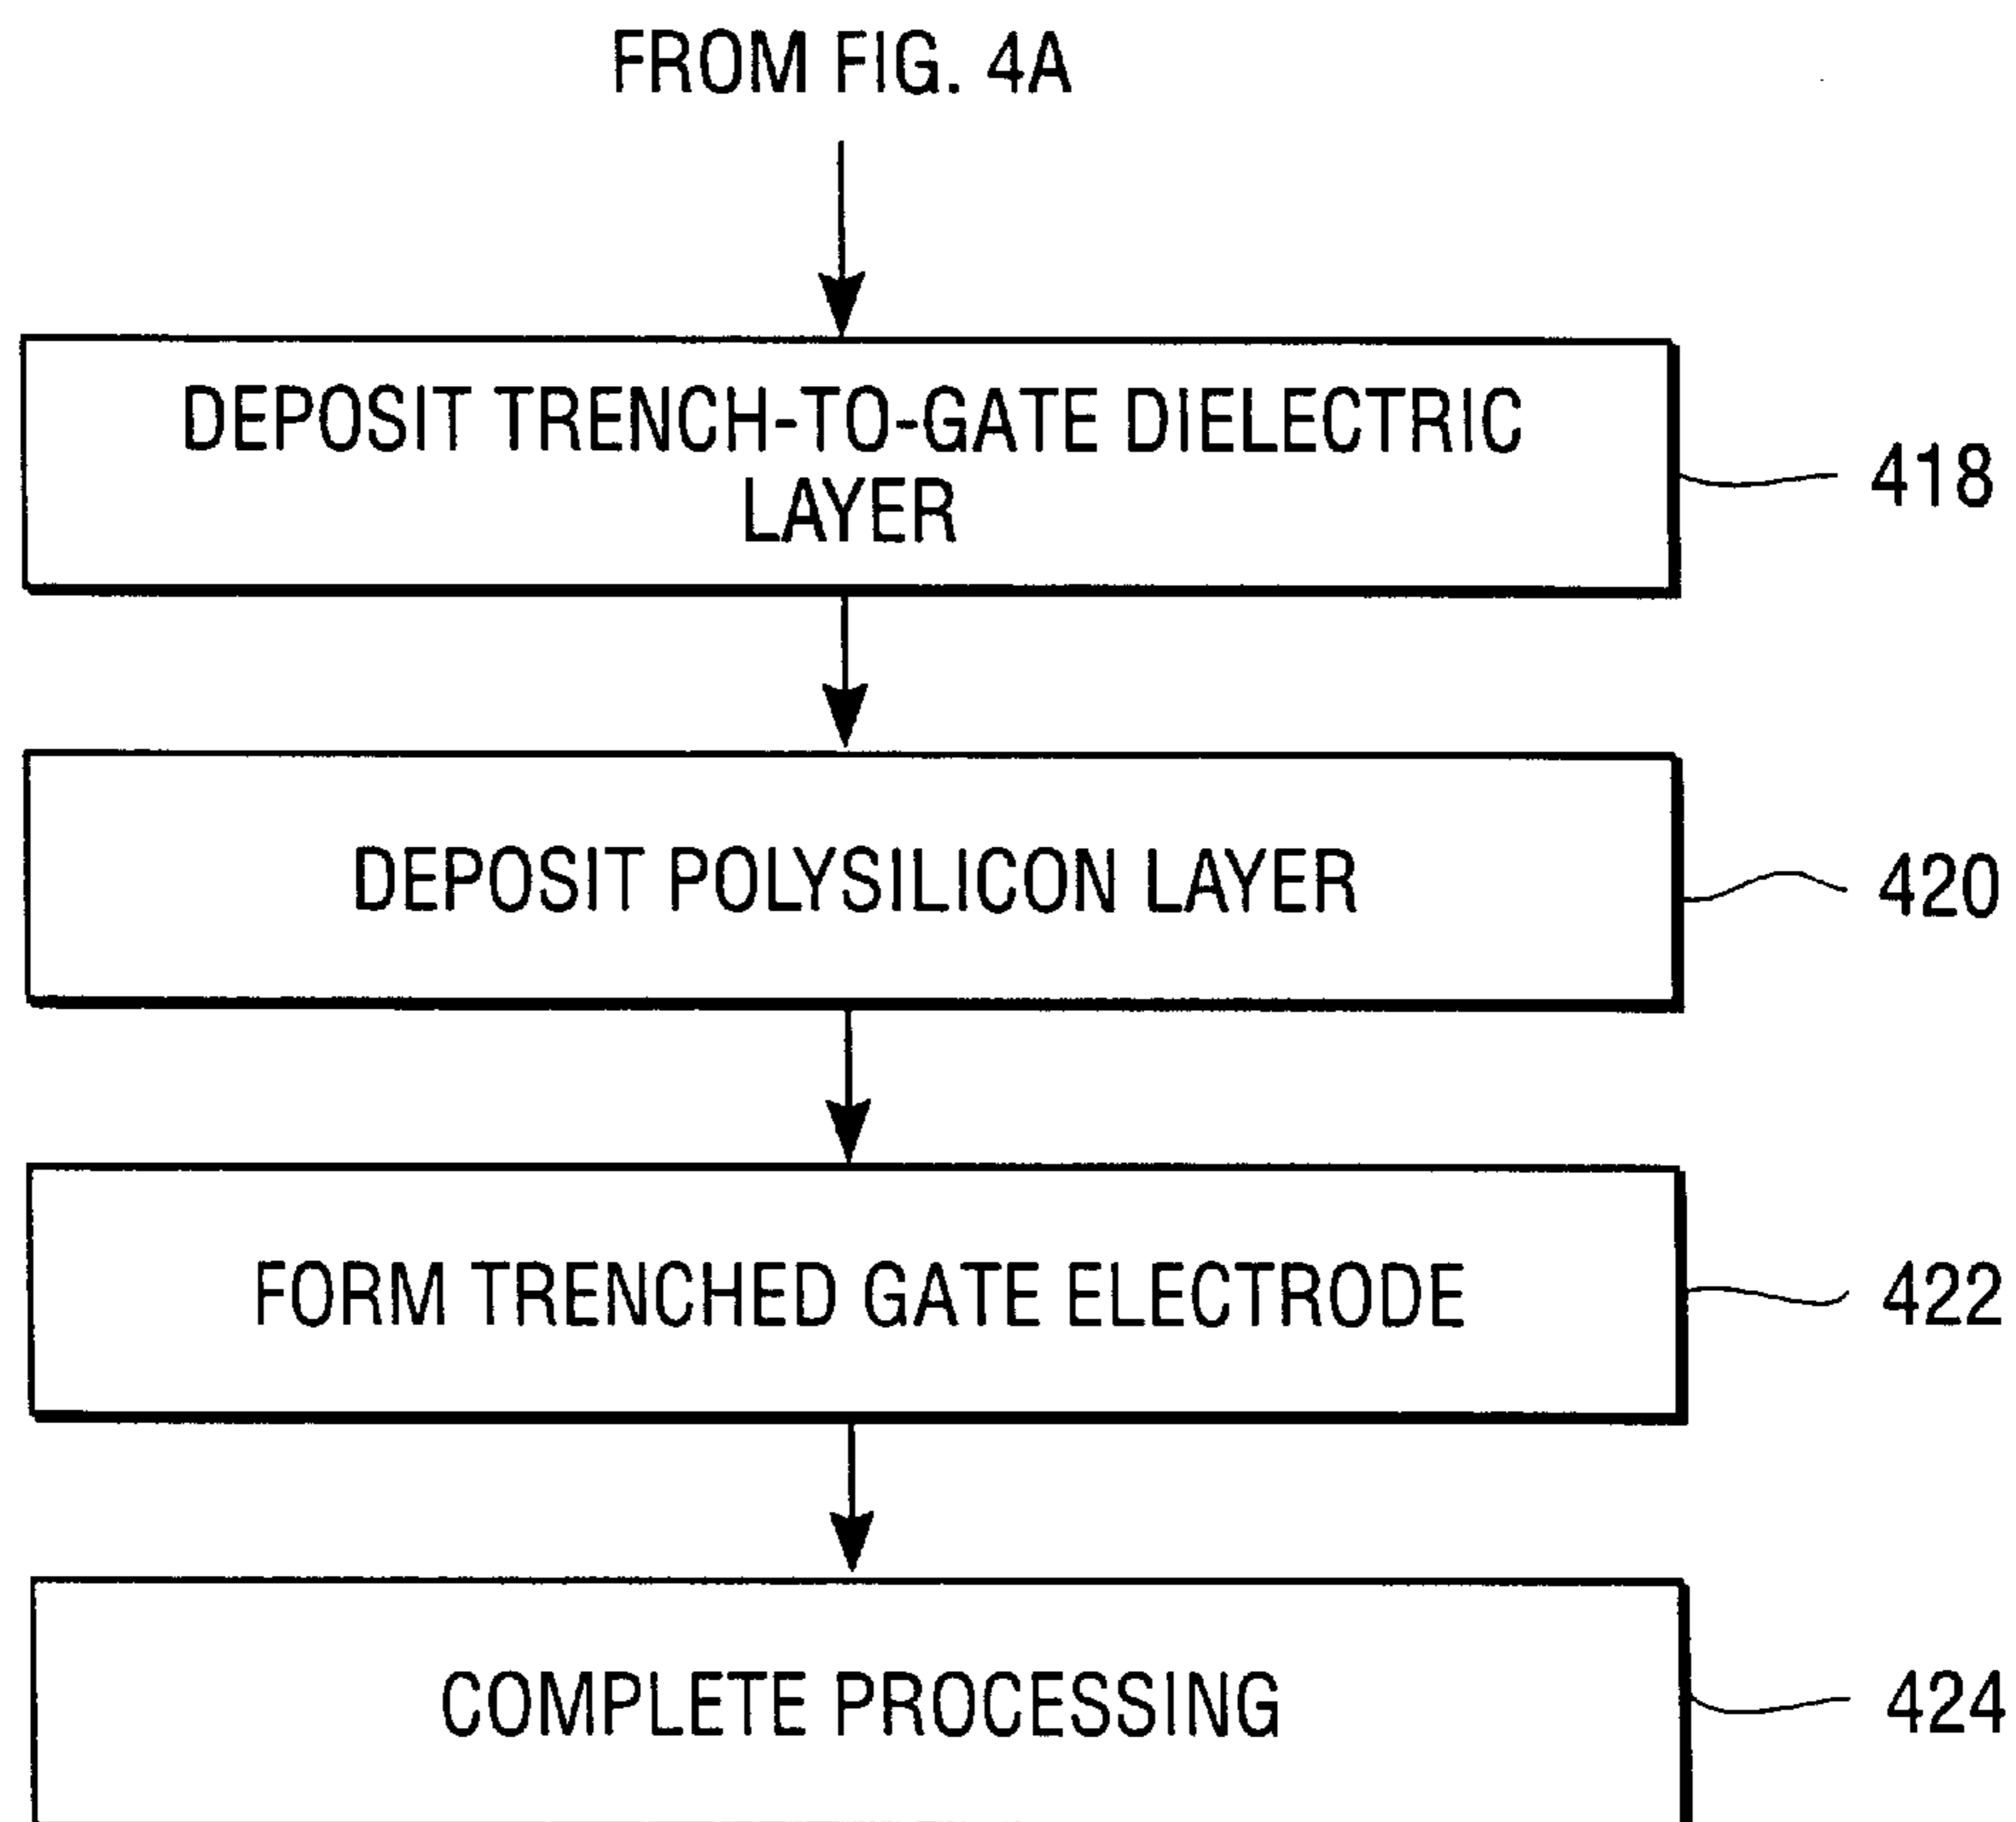 FROM FIG. 4A
DEPOSIT TRENCH-TO-GATE DIELECTRIC
LAYER
418
DEPOSIT POLYSILICON LAYER
420
FORM TRENCHED GATE ELECTRODE
422
COMPLETE PROCESSING
424